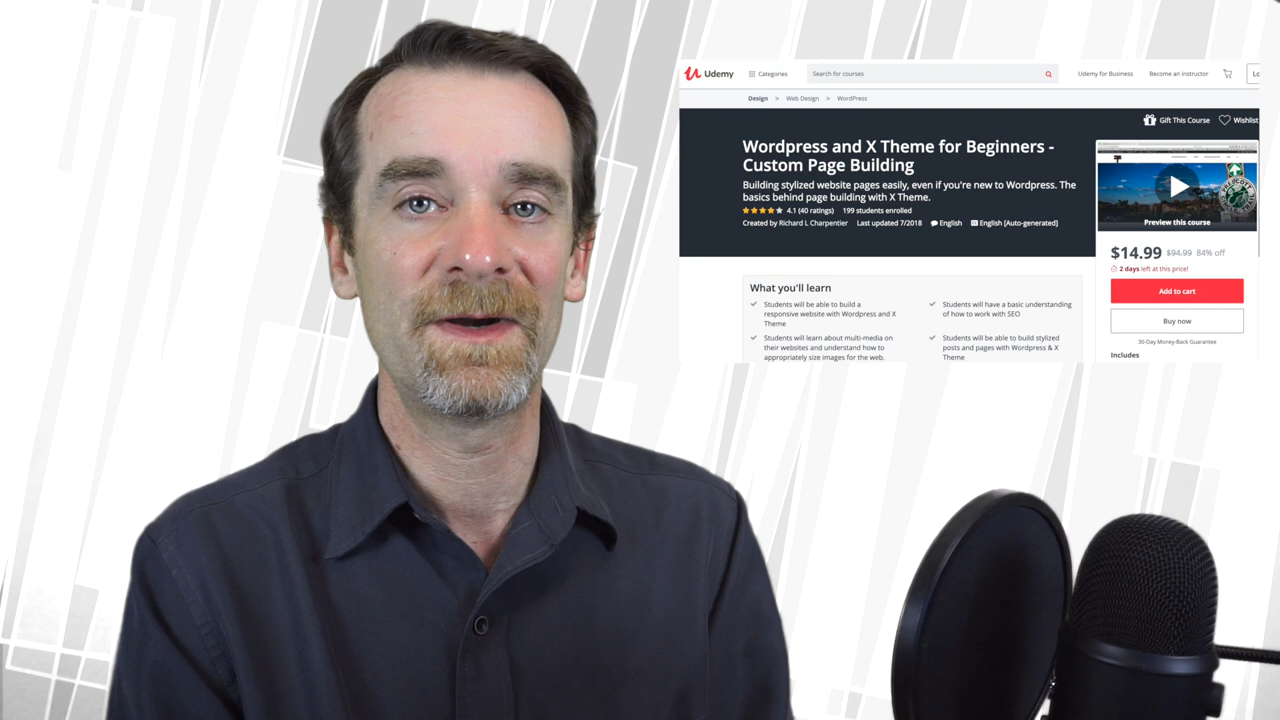 Udemy
Categories
Search for courses
Udemy for Business
Become an instructor
Lo
Design > Web Design > WordPress
Gift This Course
Wishlist
Wordpress and X Theme for Beginners -
Custom Page Building
Building stylized website pages easily, even if you're new to Wordpress. The
basics behind page building with X Theme.
4.1 (40 ratings) 199 students enrolled
Created by Richard L Charpentier Last updated 7/2018 English English [Auto-generated]
Preview this course
$14.99 $94.99 84% off
2 days left at this price!
Add to cart
Buy now
30-Day Money-Back Guarantee
Includes
What you'll learn
Students will be able to build a
responsive website with Wordpress and X
Theme
Students will have a basic understanding
of how to work with SEO
Students will learn about multi-media on
their websites and understand how to
appropriately size images for the web.
Students will be able to build stylized
posts and pages with Wordpress & X
Theme